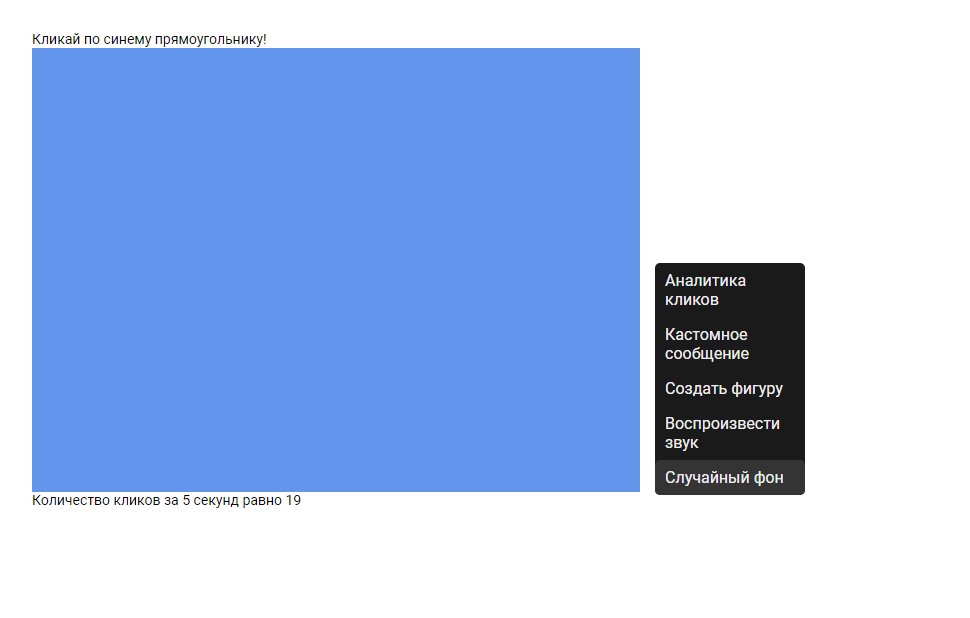 Кликай по синему прямоугольнику!
Аналитика
кликов
Кастомное
сообщение
Создать фигуру
Воспроизвести
звук
Случайный фон
Количество кликов за 5 секунд равно 19